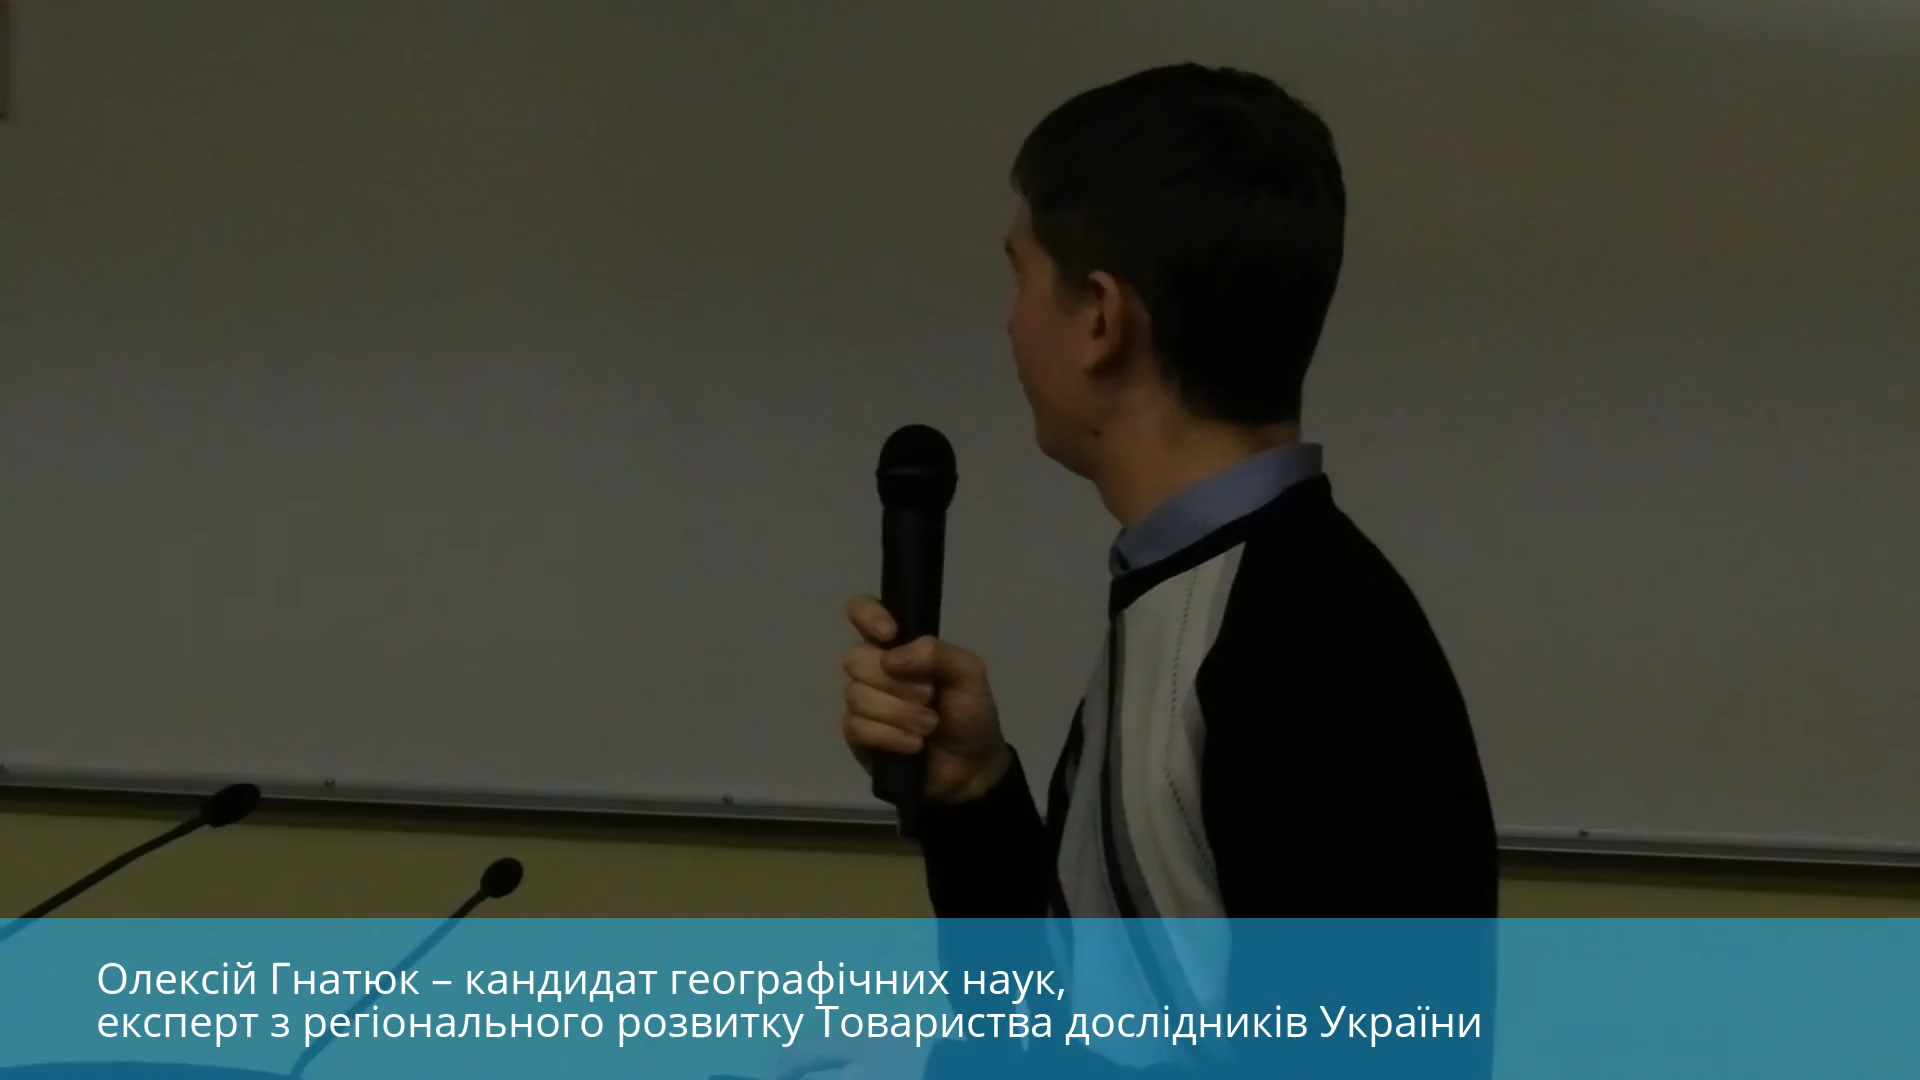 Олексій Гнатюк – кандидат географічних наук,
експерт з регіонального розвитку Товариства дослідників України